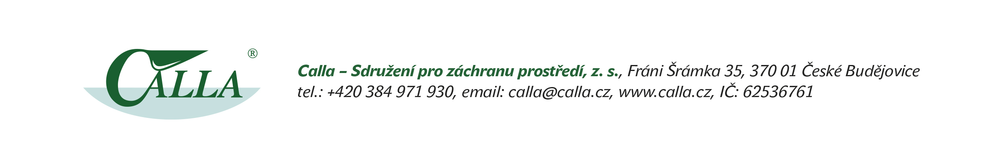 CALLA ®
Calla – Sdružení pro záchranu prostředí, z. s., Fráni Šrámka 35, 370 01 České Budějovice
tel.: +420 384 971 930, email: calla@calla.cz, www.calla.cz, IČ: 62536761